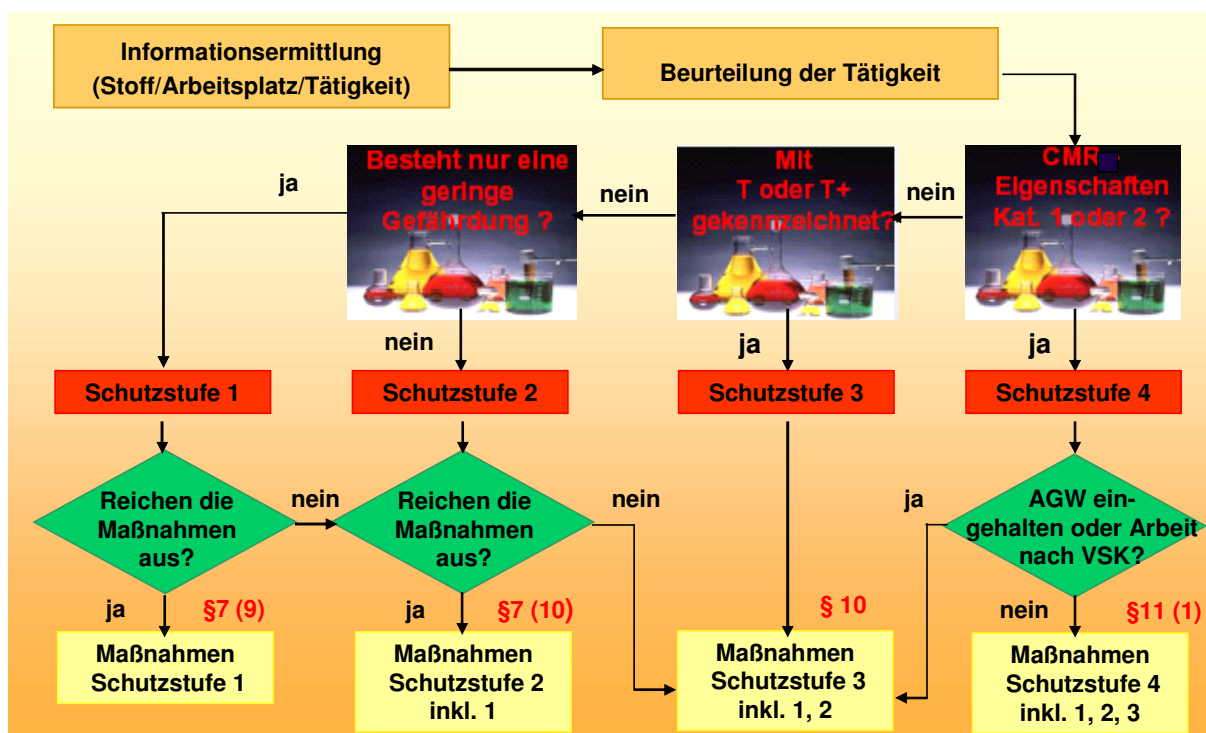 Informationsermittlung
(Stoff/Arbeitsplatz/Tätigkeit)
Beurteilung der Tätigkeit
Besteht nur eine
geringe
Gefährdung ?
Mit
T oder T+
gekennzeichnet?
CMR-
Eigenschaften
Kat. 1 oder 2 ?
ja
nein
nein
nein
ja
ja
Schutzstufe 1
Schutzstufe 2
Schutzstufe 3
Schutzstufe 4
Reichen die
Maßnahmen
aus?
nein
Reichen die
Maßnahmen
aus?
nein
ja
AGW ein-
gehalten oder Arbeit
nach VSK?
ja
§7 (9)
ja
§7 (10)
§ 10
nein
§11 (1)
Maßnahmen
Schutzstufe 1
Maßnahmen
Schutzstufe 2
inkl. 1
Maßnahmen
Schutzstufe 3
inkl. 1, 2
Maßnahmen
Schutzstufe 4
inkl. 1, 2, 3